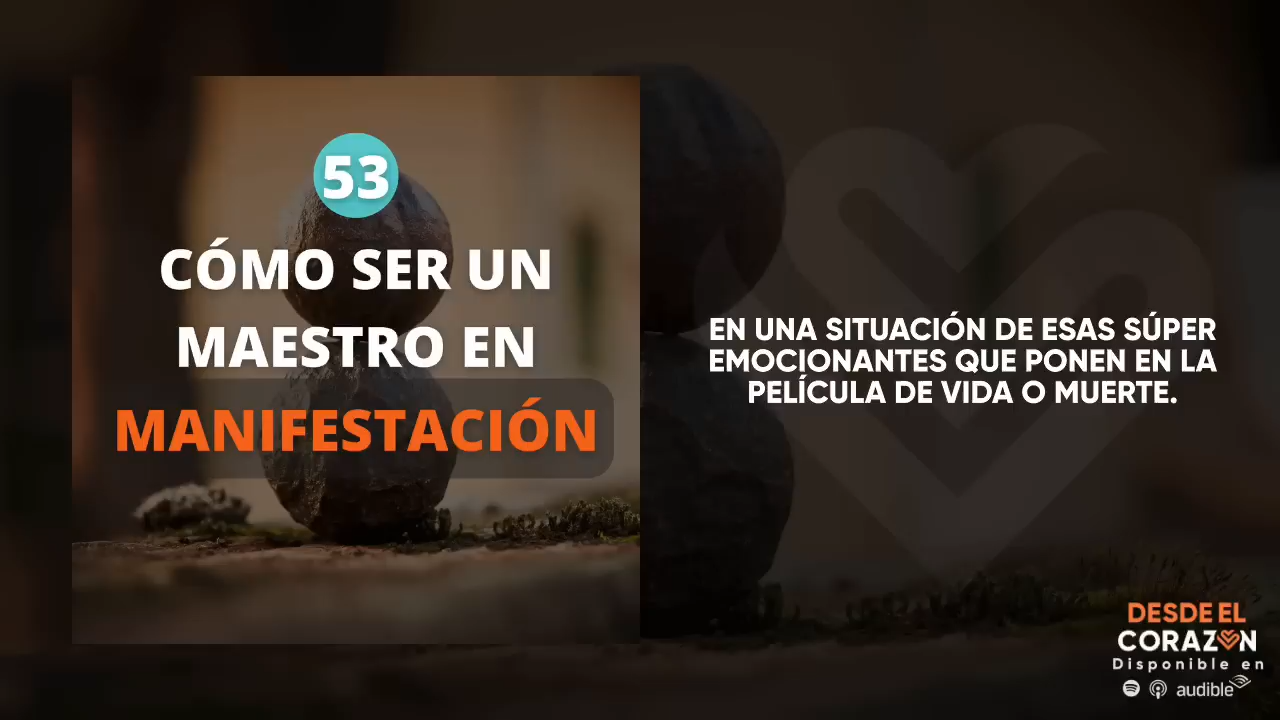 53
CÓMO SER UN
MAESTRO EN
MANIFESTACIÓN
EN UNA SITUACIÓN DE ESAS SÚPER
EMOCIONANTES QUE PONEN EN LA
PELÍCULA DE VIDA O MUERTE.
DESDE EL
CORAZÓN
Disponible en
audible